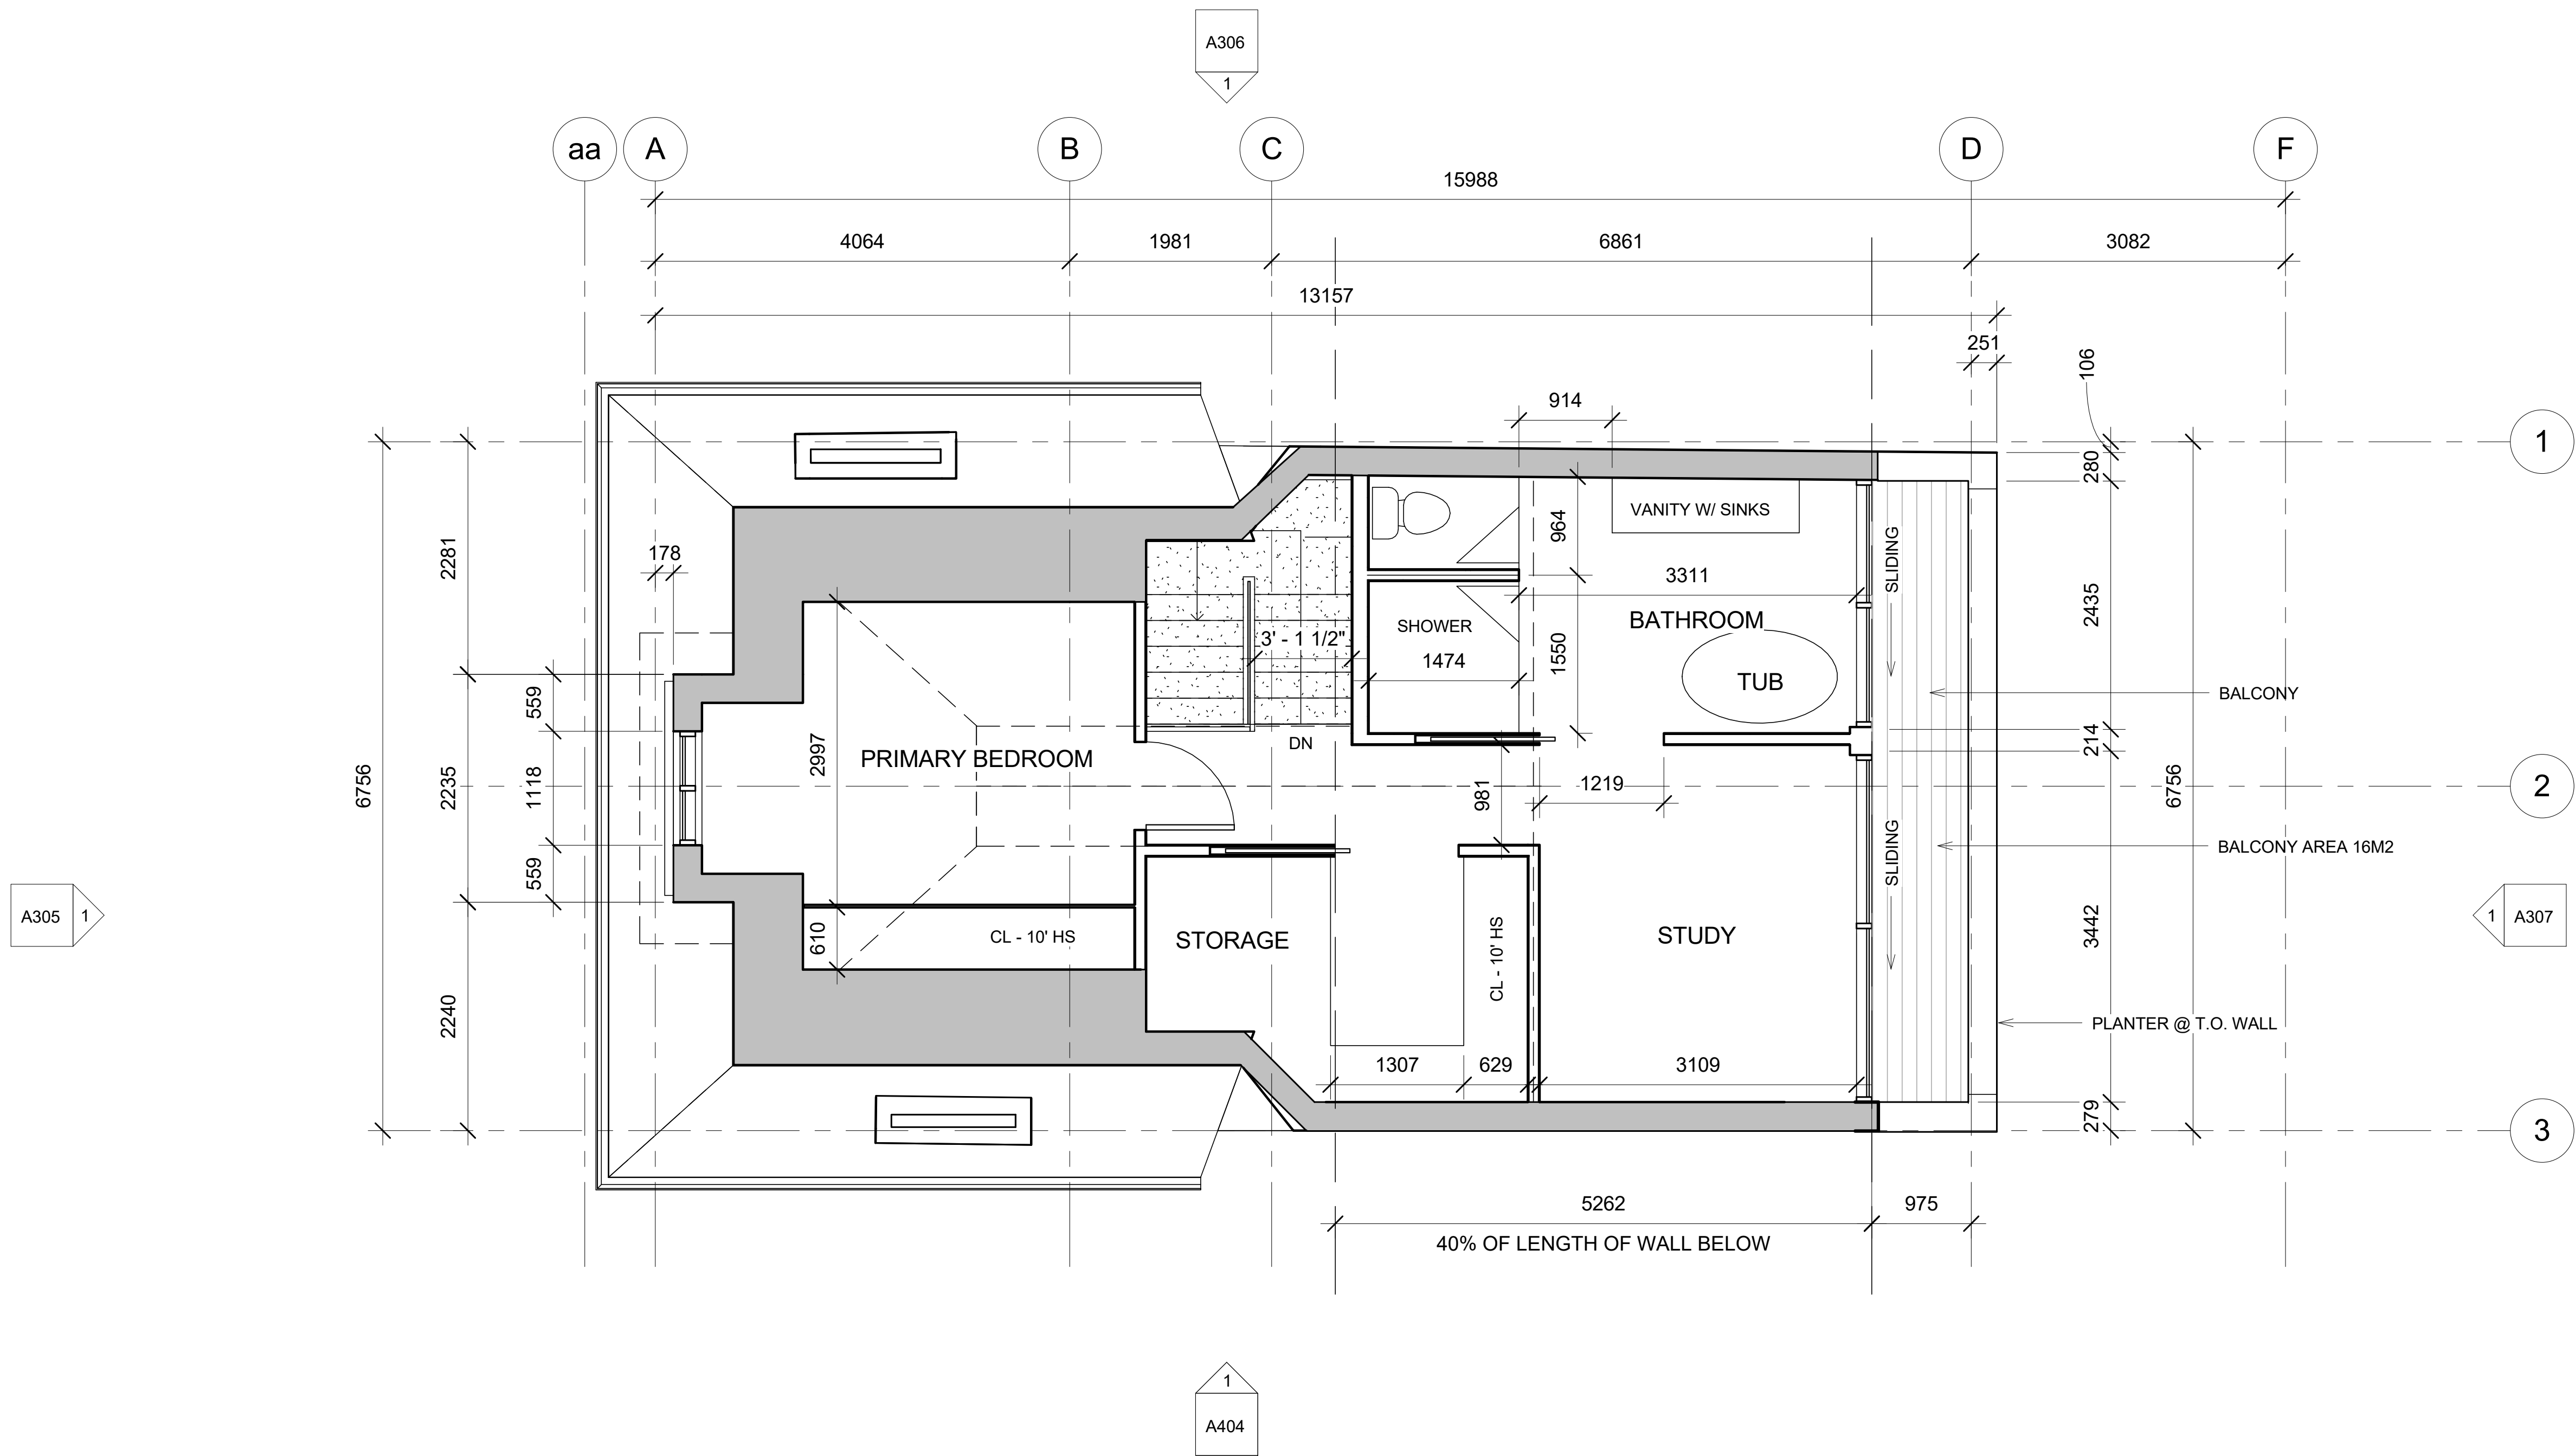 A306
1
aa
A
B
C
D
F
15988
4064
1981
6861
3082
13157
251
106
914
1
280
VANITY W/ SINKS
964
2281
178
SLIDING
3311
2435
BATHROOM
SHOWER
3' - 1 1/2"
1474
1550
TUB
BALCONY
559
DN
214
PRIMARY BEDROOM
2997
6756
2235
1118
981
1219
6756
2
SLIDING
BALCONY AREA 16M2
559
A305
1
1
A307
610
CL - 10' HS
STORAGE
CL - 10' HS
STUDY
3442
2240
PLANTER @ T.O. WALL
1307
629
3109
279
3
5262
975
40% OF LENGTH OF WALL BELOW
1
A404